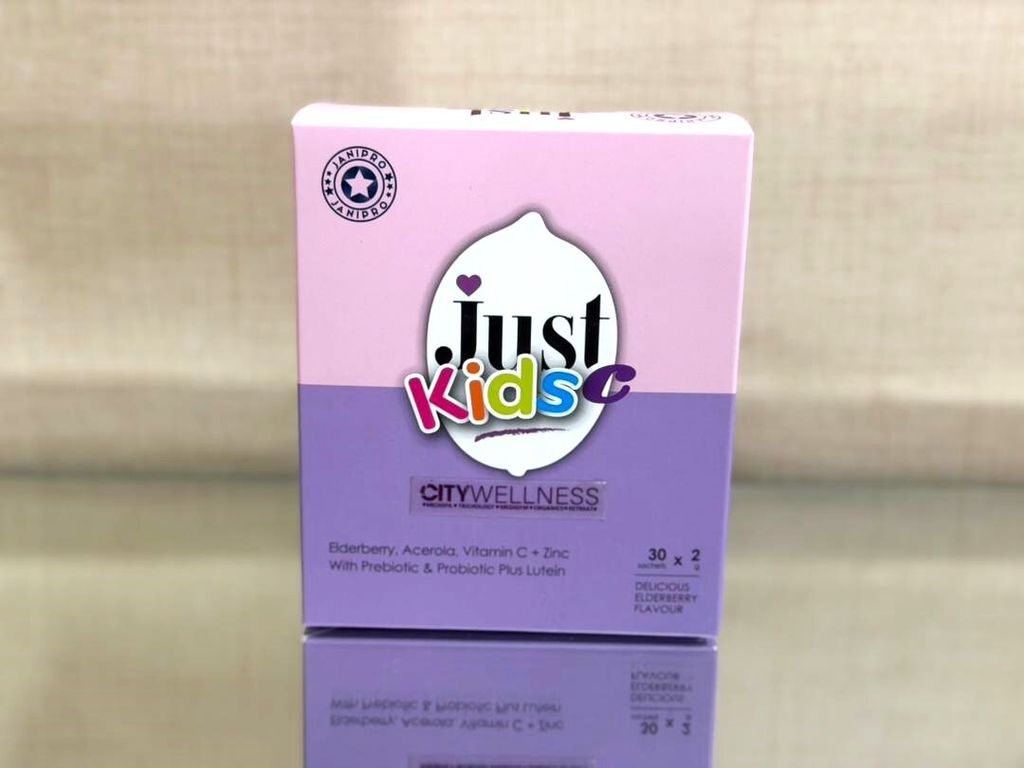 JANIPRO
JANIPRO
Just
Kidsc
CITYWELLNESS
Elderberry, Acerola, Vitamin C + Zinc
With Prebiotic & Probiotic Plus Lutein
30 x 2
sachets g
DELICIOUS
ELDERBERRY
FLAVOUR